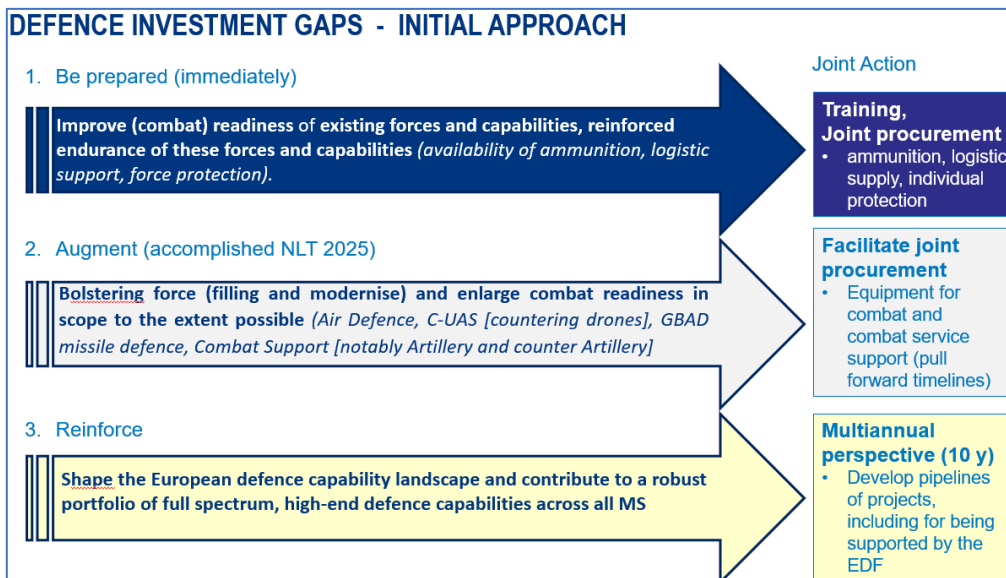 DEFENCE INVESTMENT GAPS - INITIAL APPROACH
1. Be prepared (immediately)
Improve (combat) readiness of existing forces and capabilities, reinforced
endurance of these forces and capabilities (availability of ammunition, logistic
support, force protection).
Joint Action
Training,
Joint procurement
• ammunition, logistic
supply, individual
protection
2. Augment (accomplished NLT 2025)
Bolstering force (filling and modernise) and enlarge combat readiness in
scope to the extent possible (Air Defence, C-UAS [countering drones], GBAD
missile defence, Combat Support [notably Artillery and counter Artillery]
Facilitate joint
procurement
• Equipment for
combat and
combat service
support (pull
forward timelines)
3. Reinforce
Shape the European defence capability landscape and contribute to a robust
portfolio of full spectrum, high-end defence capabilities across all MS
Multiannual
perspective (10 y)
• Develop pipelines
of projects,
including for being
supported by the
EDF